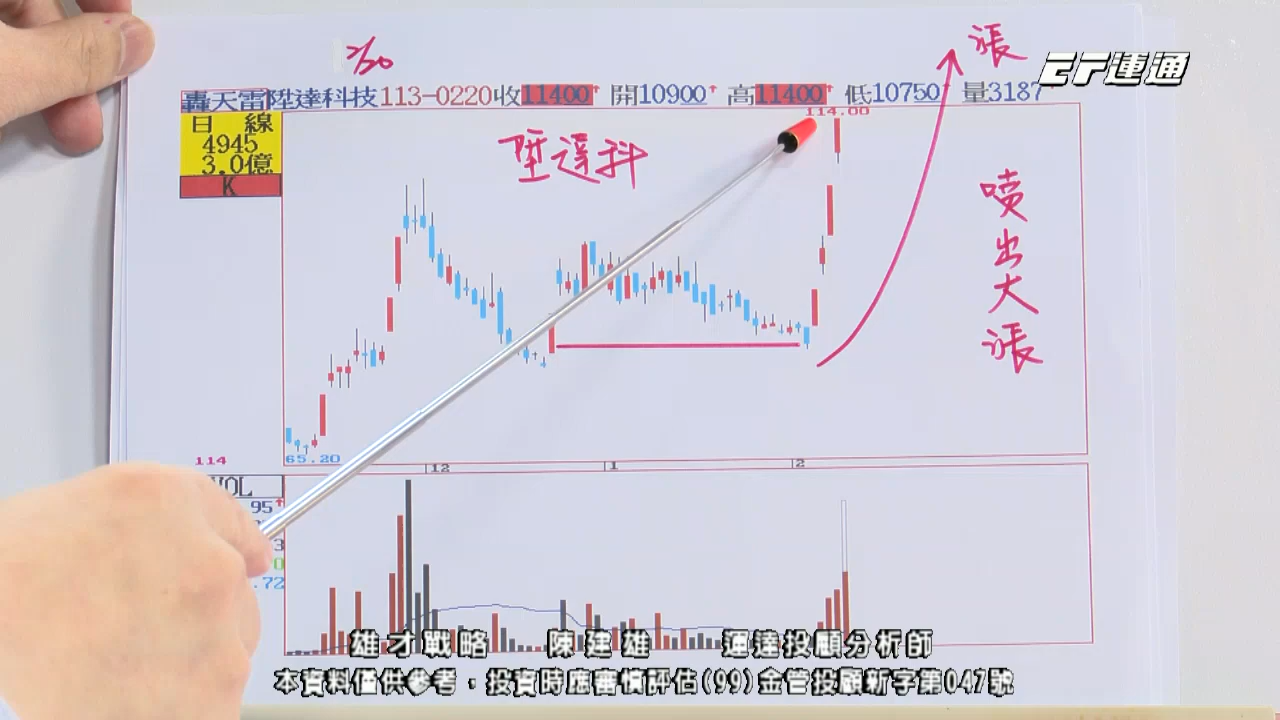 2/20
漲
EFT運通
轟天雷陞達科技113-0220收11400↑ 開10900↑ 高11400↑ 低10750↑ 量3187↑
114.00
日 線
4945
3.0億
K
陞達科
噴出大漲
65.20
114
12
1
2
VOL
95↑
3
0
.72
雄才戰略 陳建雄 運達投顧分析師
本資料僅供參考，投資時應審慎評估(99)金管投顧新字第047號